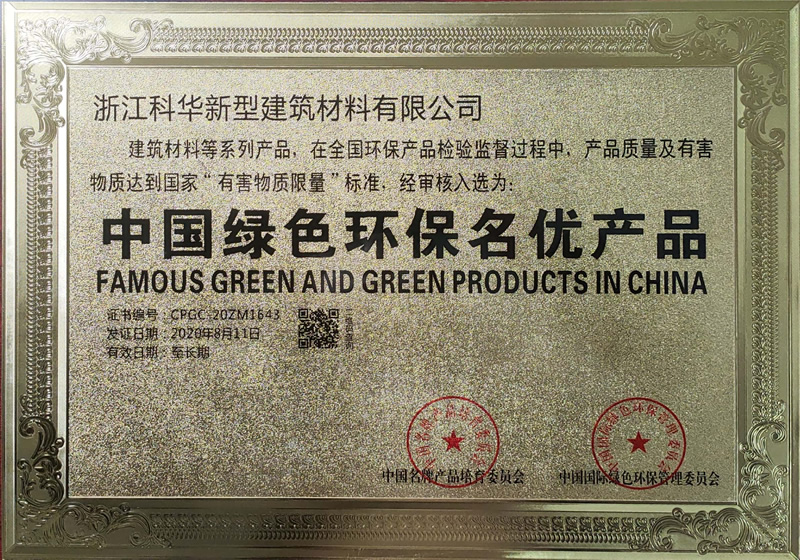 浙江科华新型建筑材料有限公司
建筑材料等系列产品，在全国环保产品检验监督过程中，产品质量及有害
物质达到国家“有害物质限量”标准，经审核入选为：
中国绿色环保名优产品
FAMOUS GREEN AND GREEN PRODUCTS IN CHINA
证书编号：CPGC-20ZM1643
发证日期：2020年8月11日
有效日期：至长期
中国名牌产品培育委员会
中国国际绿色环保管理委员会